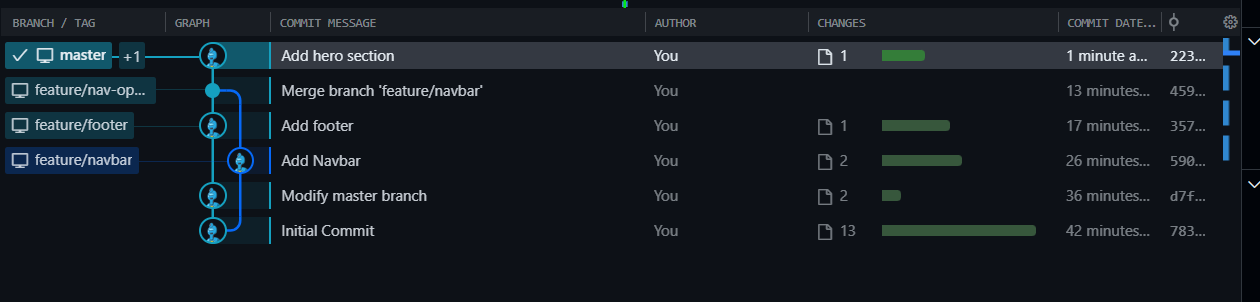 BRANCH / TAG GRAPH COMMIT MESSAGE AUTHOR CHANGES COMMIT DATE...
master +1 Add hero section You 1 1 minute a... 223...
feature/nav-op... Merge branch 'feature/navbar' You 13 minutes... 459...
feature/footer Add footer You 1 17 minutes... 357...
feature/navbar Add Navbar You 2 26 minutes... 590...
Modify master branch You 2 36 minutes... d7f...
Initial Commit You 13 42 minutes... 783...